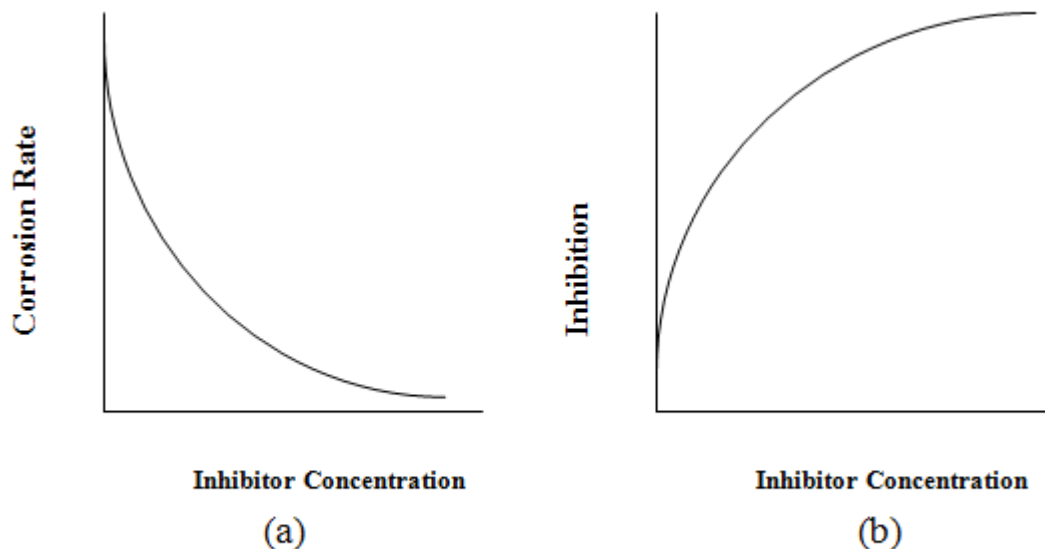 Corrosion Rate
Inhibitor Concentration
(a)
Inhibition
Inhibitor Concentration
(b)